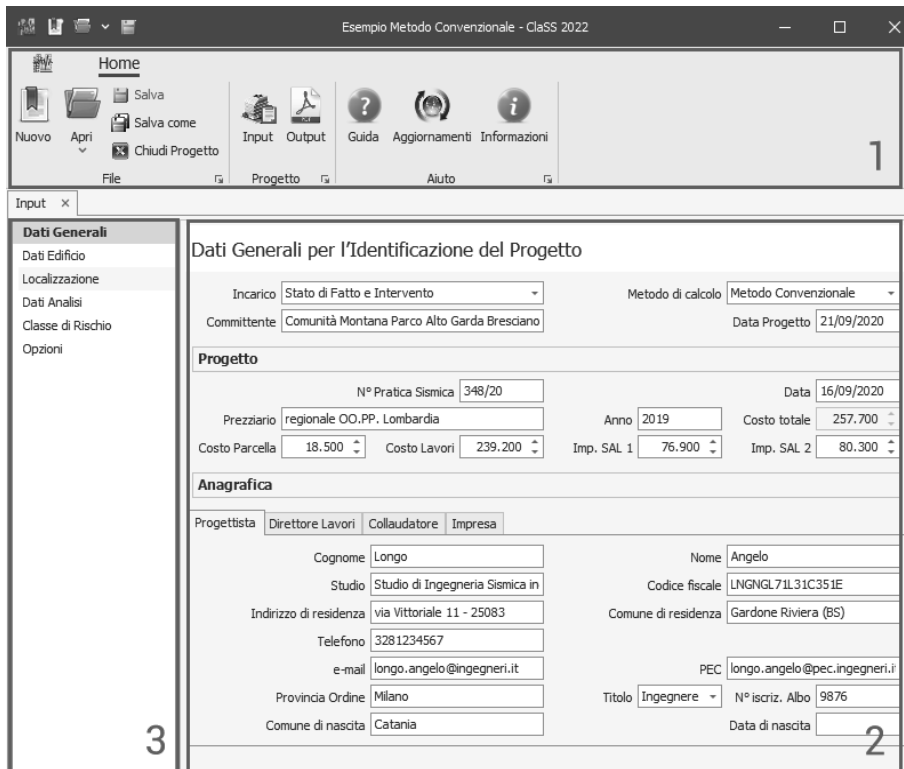 Esempio Metodo Convenzionale - ClaSS 2022
Home
Nuovo
Apri
Salva
Salva come
Chiudi Progetto
File
Input
Output
Progetto
Guida
Aggiornamenti
Informazioni
Aiuto
1
Input ×
Dati Generali
Dati Edificio
Localizzazione
Dati Analisi
Classe di Rischio
Opzioni
3
Dati Generali per l'Identificazione del Progetto
Incarico Stato di Fatto e Intervento Metodo di calcolo Metodo Convenzionale
Committente Comunità Montana Parco Alto Garda Bresciano Data Progetto 21/09/2020
Progetto
N° Pratica Sismica 348/20 Data 16/09/2020
Prezziario regionale OO.PP. Lombardia Anno 2019 Costo totale 257.700
Costo Parcella 18.500 Costo Lavori 239.200 Imp. SAL 1 76.900 Imp. SAL 2 80.300
Anagrafica
Progettista Direttore Lavori Collaudatore Impresa
Cognome Longo Nome Angelo
Studio Studio di Ingegneria Sismica in Codice fiscale LNGNGL71L31C351E
Indirizzo di residenza via Vittoriale 11 - 25083 Comune di residenza Gardone Riviera (BS)
Telefono 3281234567
e-mail longo.angelo@ingegneri.it PEC longo.angelo@pec.ingegneri.i
Provincia Ordine Milano Titolo Ingegnere N° iscriz. Albo 9876
Comune di nascita Catania Data di nascita
2